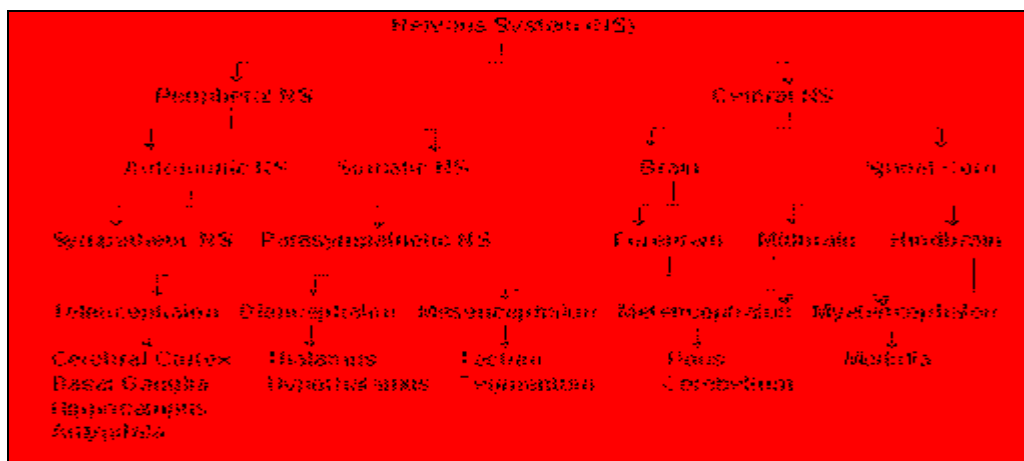 Nervous System (NS)
Peripheral NS Central NS
Autonomic NS Somatic NS Brain Spinal Cord
Sympathetic NS Parasympathetic NS Forebrain Midbrain Hindbrain
Telencephalon Diencephalon Mesencephalon Metencephalon Myelencephalon
Cerebral Cortex Thalamus Tectum Pons Medulla
Basal Ganglia Hypothalamus Tegmentum Cerebellum
Hippocampus
Amygdala